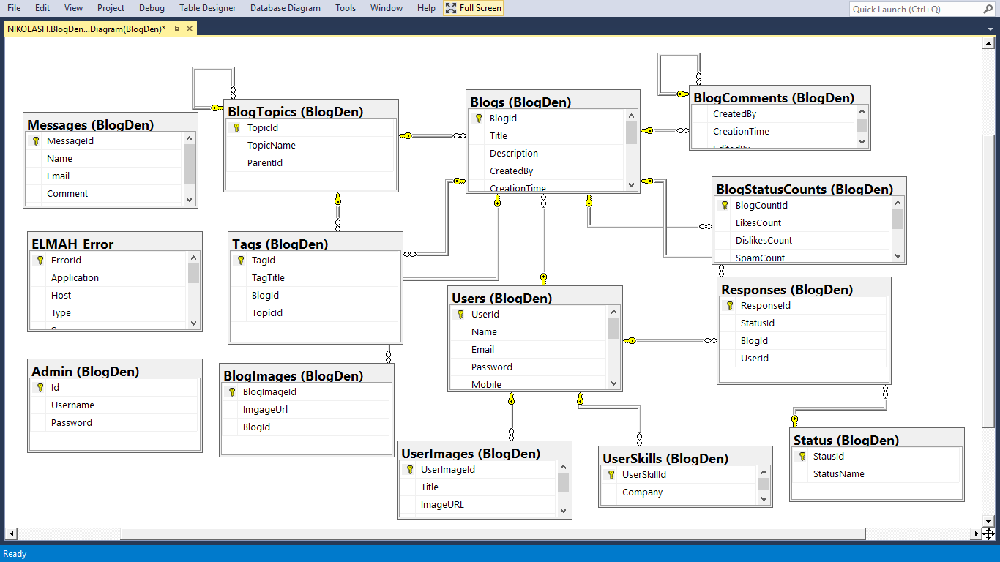 File Edit View Project Debug Table Designer Database Diagram Tools Window Help Full Screen
Quick Launch (Ctrl+Q)
NIKOLASH.BlogDen...Diagram(BlogDen)*
Messages (BlogDen)
MessageId
Name
Email
Comment
BlogTopics (BlogDen)
TopicId
TopicName
ParentId
Blogs (BlogDen)
BlogId
Title
Description
CreatedBy
CreationTime
BlogComments (BlogDen)
CreatedBy
CreationTime
EditedBy
BlogStatusCounts (BlogDen)
BlogCountId
LikesCount
DislikesCount
SpamCount
ELMAH_Error
ErrorId
Application
Host
Type
Source
Tags (BlogDen)
TagId
TagTitle
BlogId
TopicId
Users (BlogDen)
UserId
Name
Email
Password
Mobile
Responses (BlogDen)
ResponseId
StatusId
BlogId
UserId
Admin (BlogDen)
Id
Username
Password
BlogImages (BlogDen)
BlogImageId
ImgageUrl
BlogId
UserImages (BlogDen)
UserImageId
Title
ImageURL
UserSkills (BlogDen)
UserSkillId
Company
Status (BlogDen)
StausId
StatusName
Ready